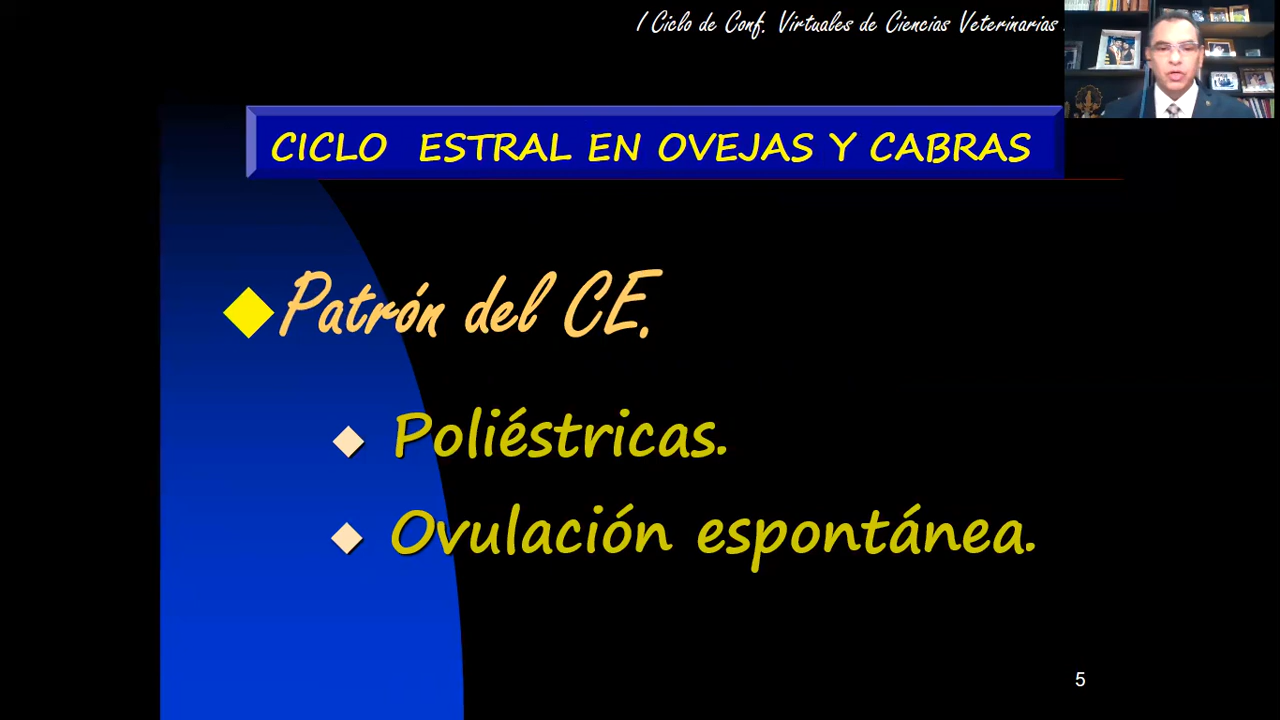 I Ciclo de Conf. Virtuales de Ciencias Veterinarias
CICLO ESTRAL EN OVEJAS Y CABRAS
Patrón del CE.
Poliéstricas.
Ovulación espontánea.
5